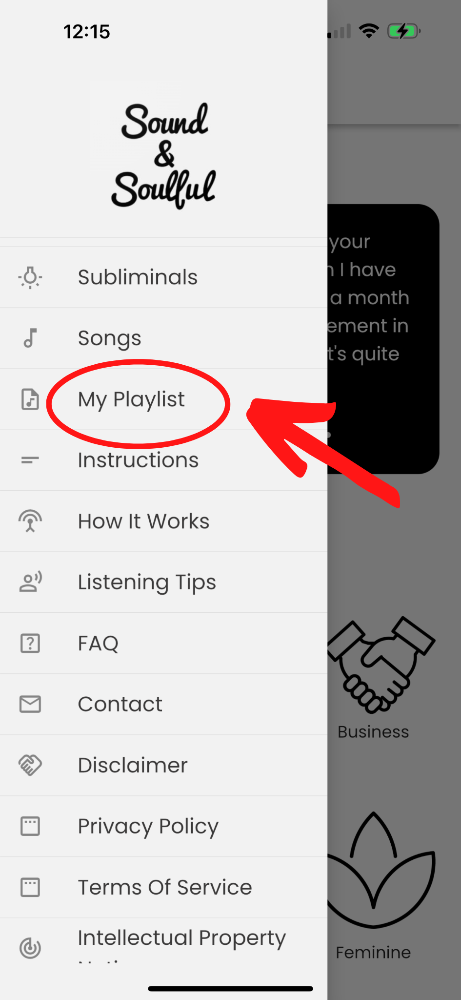 12:15
Sound
&
Soulful
Subliminals
Songs
My Playlist
Instructions
How It Works
Listening Tips
FAQ
Contact
Disclaimer
Privacy Policy
Terms Of Service
Intellectual Property
your
I have
a month
ement in
t's quite
Business
Feminine